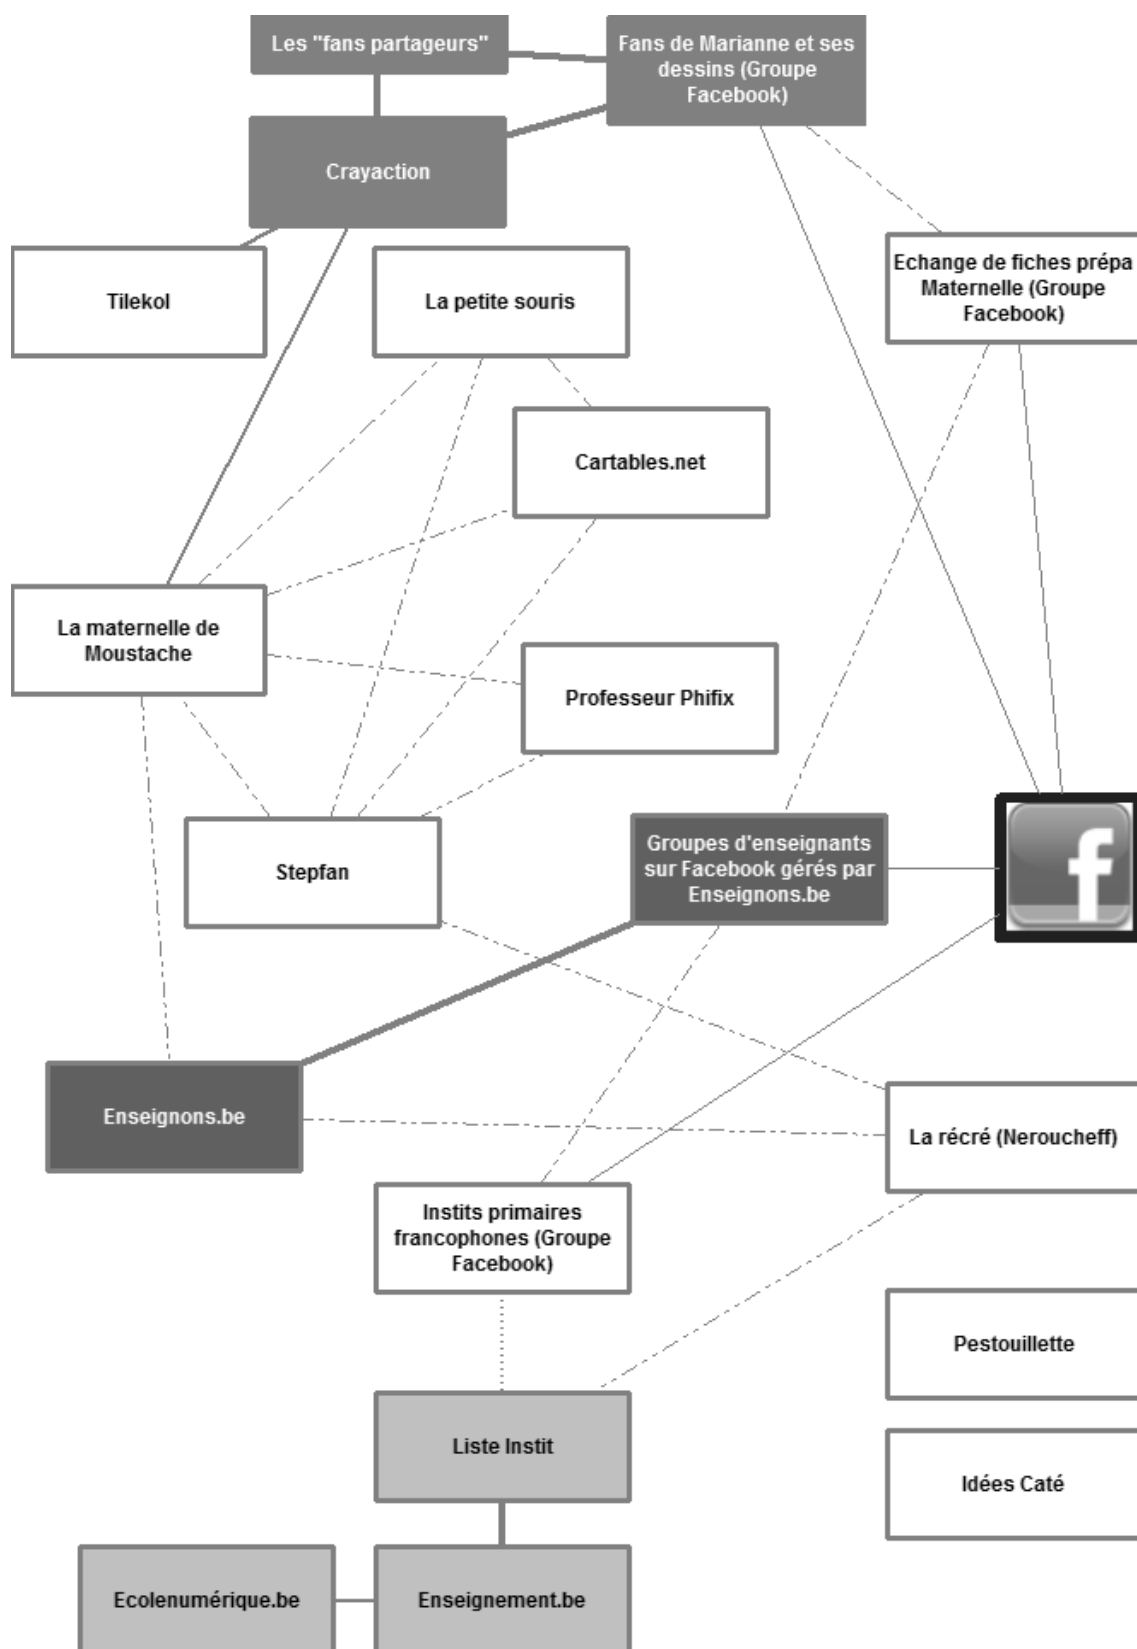 Les "fans partageurs"
Fans de Marianne et ses
dessins (Groupe
Facebook)
Crayaction
Tilekol
La petite souris
Echange de fiches prépa
Maternelle (Groupe
Facebook)
Cartables.net
La maternelle de
Moustache
Professeur Phifix
Stepfan
Groupes d'enseignants
sur Facebook gérés par
Enseignons.be
f
Enseignons.be
La récré (Neroucheff)
Instits primaires
francophones (Groupe
Facebook)
Pestouillette
Liste Instit
Idées Caté
Ecolenumérique.be
Enseignement.be